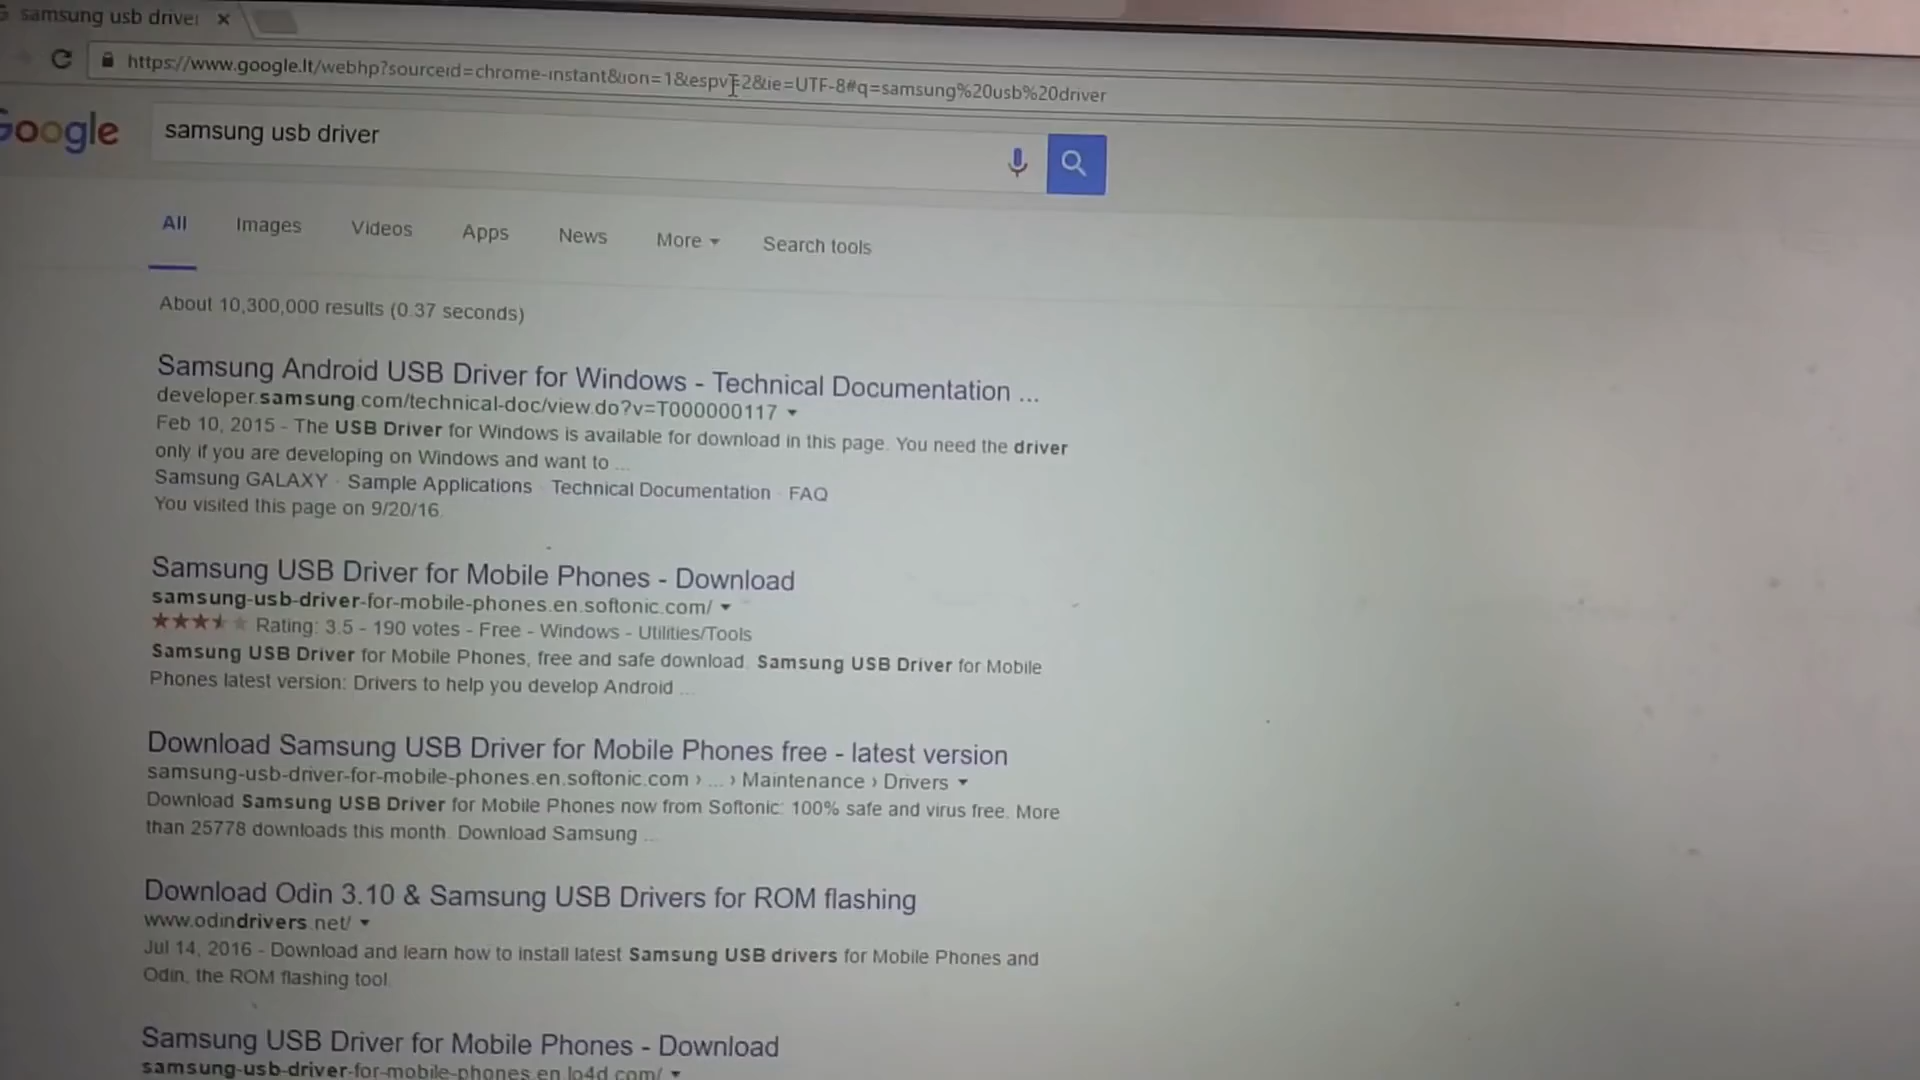 samsung usb driver
https://www.google.lt/webhp?sourceid=chrome-instant&ion=1&espv=2&ie=UTF-8#q=samsung%20usb%20driver
Google
samsung usb driver
All Images Videos Apps News More Search tools
About 10,300,000 results (0.37 seconds)
Samsung Android USB Driver for Windows - Technical Documentation ...
developer.samsung.com/technical-doc/view.do?v=T000000117
Feb 10, 2015 - The USB Driver for Windows is available for download in this page. You need the driver
only if you are developing on Windows and want to ...
Samsung GALAXY · Sample Applications · Technical Documentation · FAQ
You visited this page on 9/20/16.
Samsung USB Driver for Mobile Phones - Download
samsung-usb-driver-for-mobile-phones.en.softonic.com/
Rating: 3.5 - 190 votes - Free - Windows - Utilities/Tools
Samsung USB Driver for Mobile Phones, free and safe download. Samsung USB Driver for Mobile
Phones latest version: Drivers to help you develop Android ...
Download Samsung USB Driver for Mobile Phones free - latest version
samsung-usb-driver-for-mobile-phones.en.softonic.com › ... › Maintenance › Drivers
Download Samsung USB Driver for Mobile Phones now from Softonic: 100% safe and virus free. More
than 25778 downloads this month. Download Samsung ...
Download Odin 3.10 & Samsung USB Drivers for ROM flashing
www.odindrivers.net/
Jul 14, 2016 - Download and learn how to install latest Samsung USB drivers for Mobile Phones and
Odin, the ROM flashing tool.
Samsung USB Driver for Mobile Phones - Download
samsung-usb-driver-for-mobile-phones.en.lo4d.com/